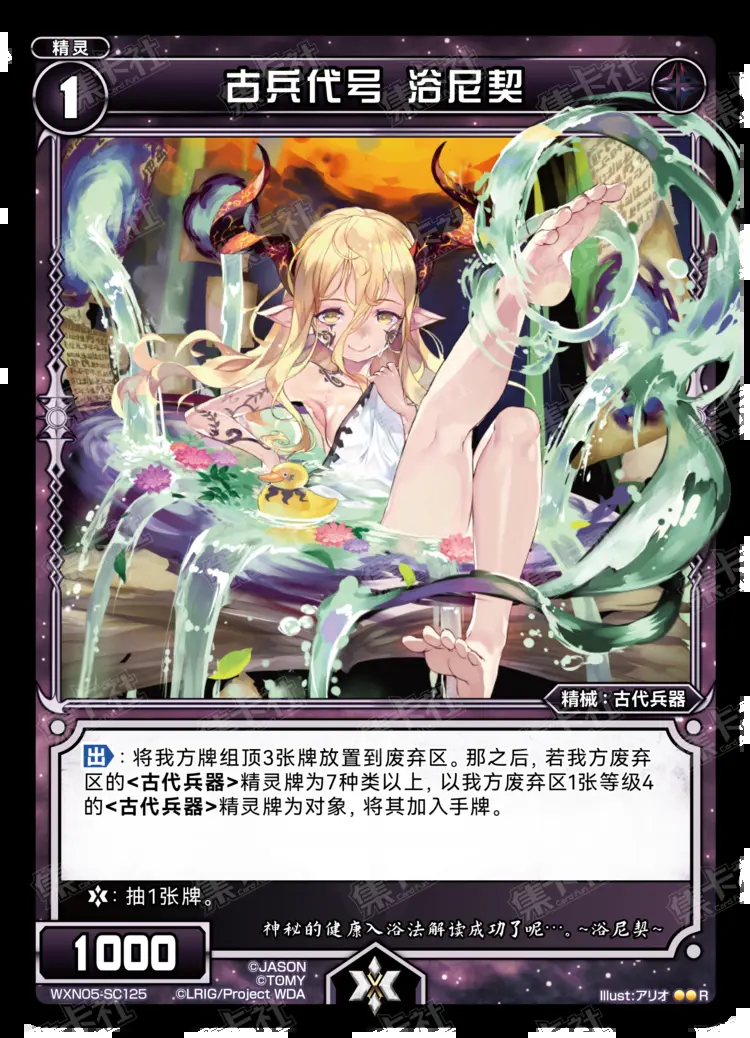 精灵
1
古兵代号 浴尼契
精械:古代兵器
出:将我方牌组顶3张牌放置到废弃区。那之后,若我方废弃
区的<古代兵器>精灵牌为7种类以上,以我方废弃区1张等级4
的<古代兵器>精灵牌为对象,将其加入手牌。
:抽1张牌。
神秘的健康入浴法解读成功了呢…。~浴尼契~
1000
©JASON
©TOMY
WXN05-SC125 ©LRIG/Project WDA
Illust:アリオ R
集卡社